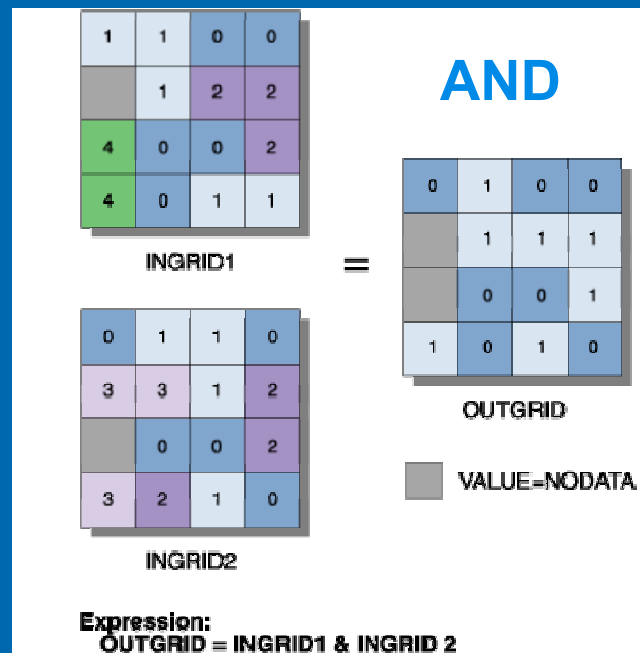 AND
1 1 0 0
1 2 2
4 0 0 2
4 0 1 1
INGRID1
0 1 1 0
3 3 1 2
0 0 2
3 2 1 0
INGRID2
=
0 1 0 0
1 1 1
0 0 1
1 0 1 0
OUTGRID
VALUE=NODATA
Expression:
OUTGRID = INGRID1 & INGRID 2